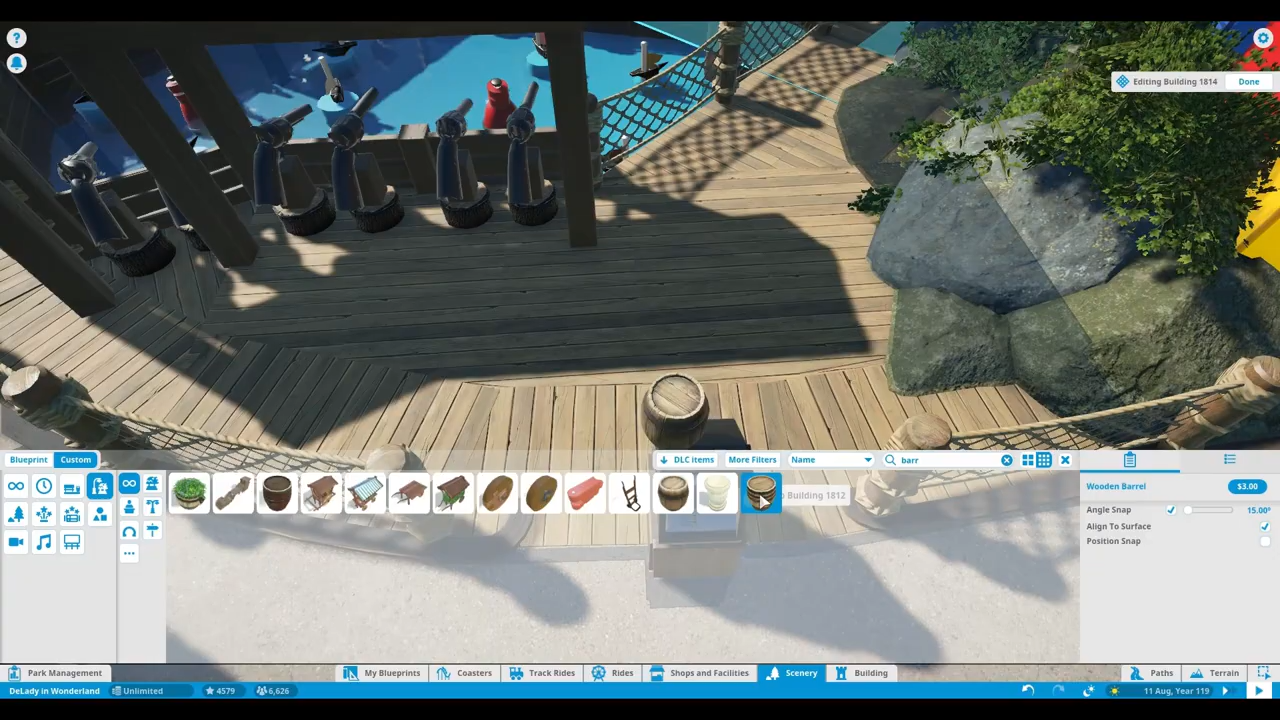 ?
Editing Building 1814 Done
Blueprint Custom
DLC items More Filters Name barr
Building 1812
Wooden Barrel $3.00
Angle Snap 15.00°
Align To Surface
Position Snap
Park Management My Blueprints Coasters Track Rides Rides Shops and Facilities Scenery Building Paths Terrain
DeLady in Wonderland Unlimited 4579 6,626 11 Aug, Year 119